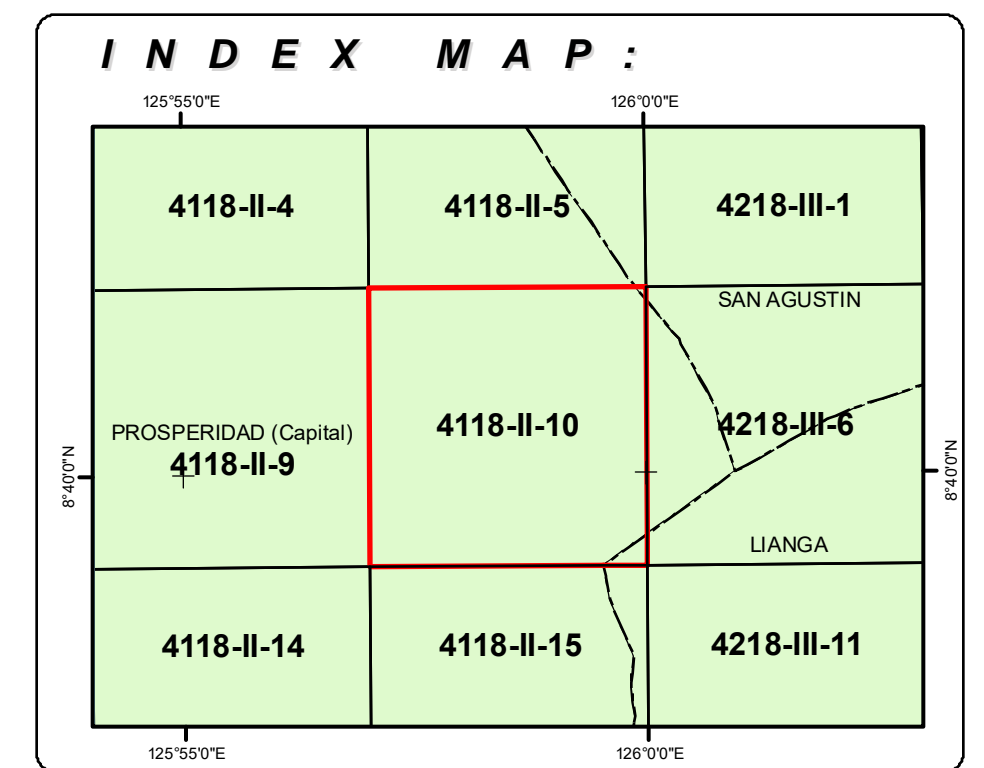 INDEX MAP:
125°55'0"E
126°0'0"E
4118-II-4
4118-II-5
4218-III-1
SAN AGUSTIN
4118-II-10
4218-III-6
PROSPERIDAD (Capital)
4118-II-9
8°40'0"N
8°40'0"N
LIANGA
4118-II-14
4118-II-15
4218-III-11
125°55'0"E
126°0'0"E